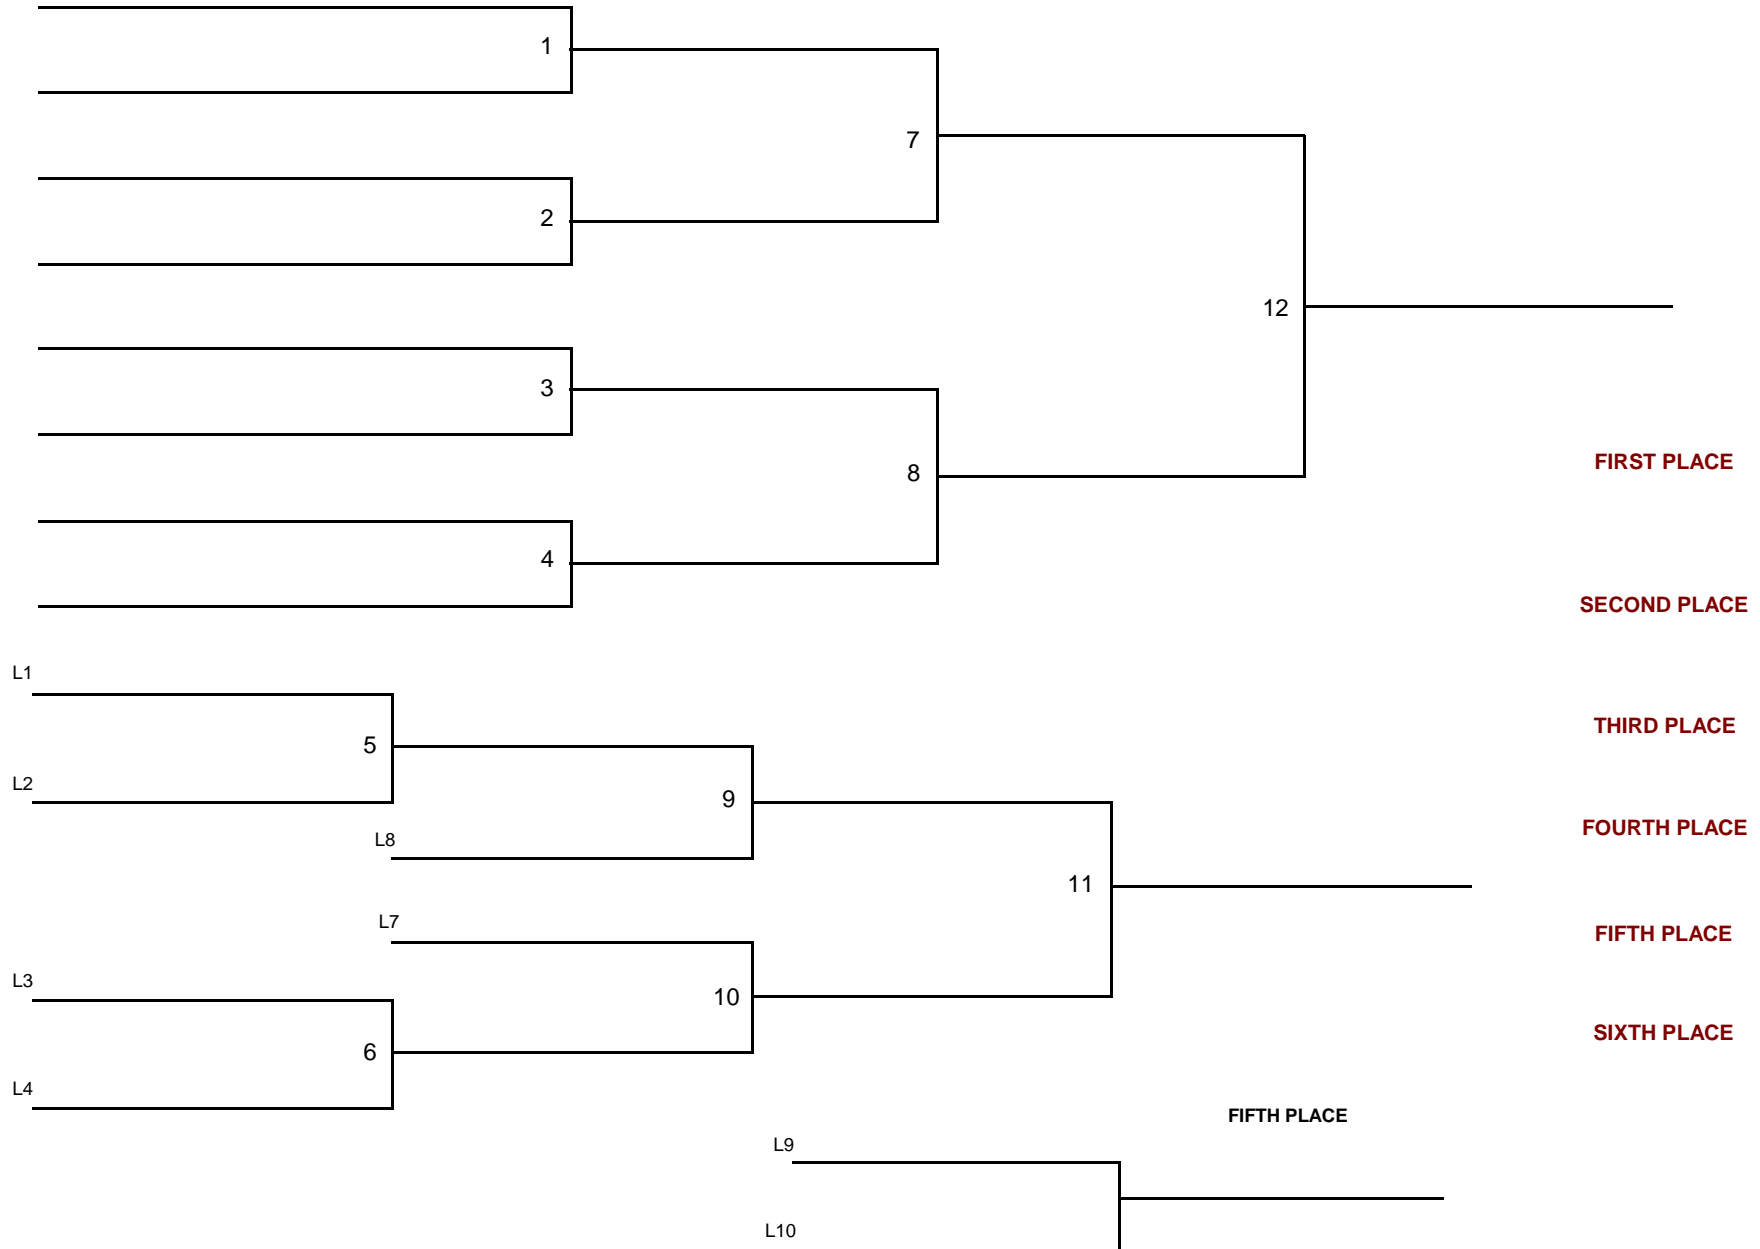 1
7
2
12
3
FIRST PLACE
8
4
SECOND PLACE
L1
THIRD PLACE
5
L2
9
FOURTH PLACE
L8
11
L7
FIFTH PLACE
L3
10
SIXTH PLACE
6
L4
FIFTH PLACE
L9
L10